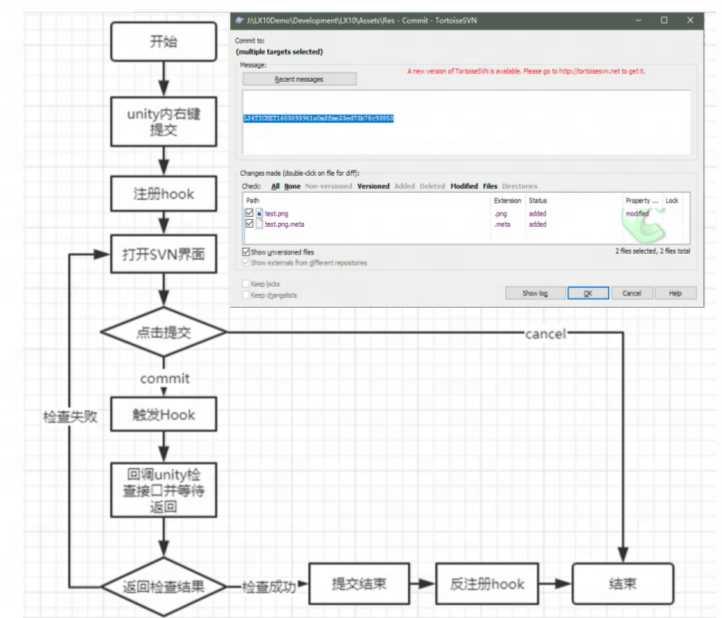 开始
unity内右键
提交
注册hook
打开SVN界面
点击提交
cancel
commit
检查失败
触发Hook
回调unity检
查接口并等待
返回
返回检查结果
检查成功
提交结束
反注册hook
结束
J:\LX10Demo\Development\LX10\Assets\Res - Commit - TortoiseSVN
Commit to:
(multiple targets selected)
Message:
Recent messages
A new version of TortoiseSVN is available. Please go to http://tortoisesvn.net to get it.
Changes made (double-click on file for diff):
Check: All None Non-versioned Versioned Added Deleted Modified Files Directories
Path Extension Status Property ... Lock
test.png .png added modified
test.png.meta .meta added
Show unversioned files
2 files selected, 2 files total
Show externals from different repositories
Keep locks
Keep changelists
Show log OK Cancel Help